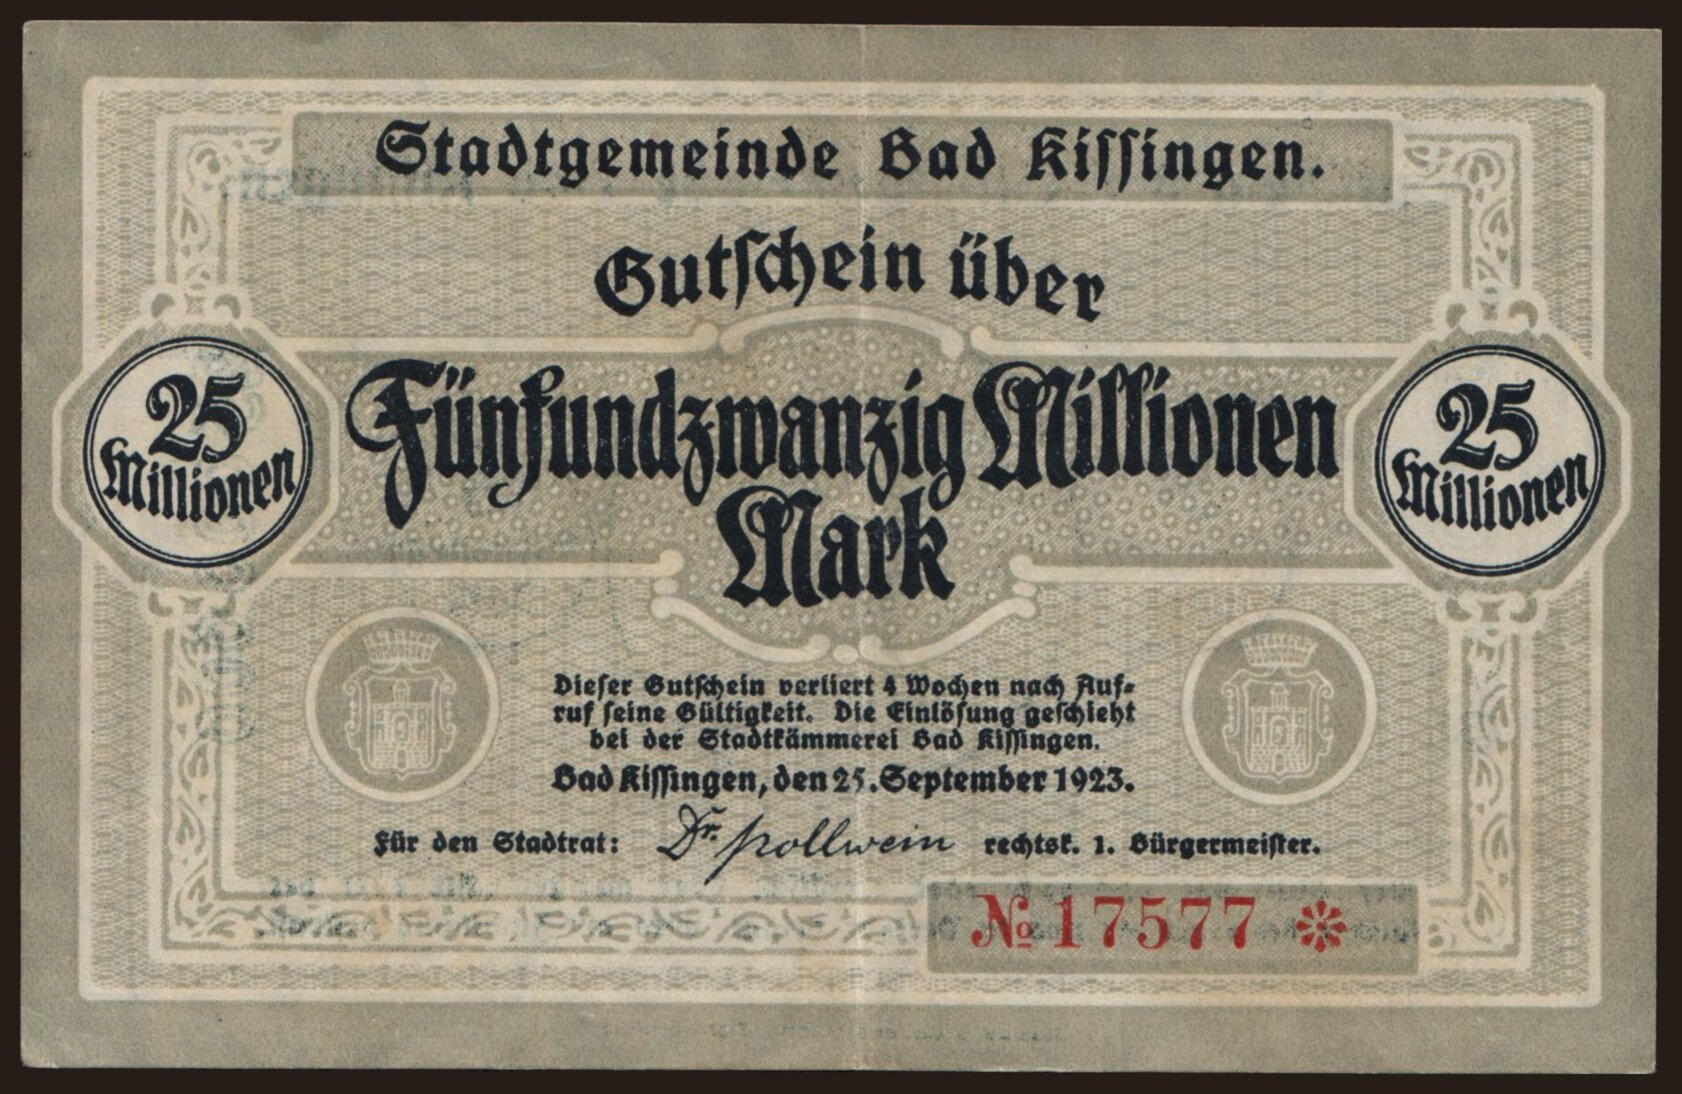 Stadtgemeinde Bad Kissingen.
Gutschein über
Fünfundzwanzig Millionen
Mark
25
Millionen
25
Millionen
Dieser Gutschein verliert 4 Wochen nach Auf-
ruf seine Gültigkeit. Die Einlösung geschieht
bei der Stadtkämmerei Bad Kissingen.
Bad Kissingen, den 25. September 1923.
Für den Stadtrat: Dr. Pollwein rechtsk. 1. Bürgermeister.
№ 17577 *